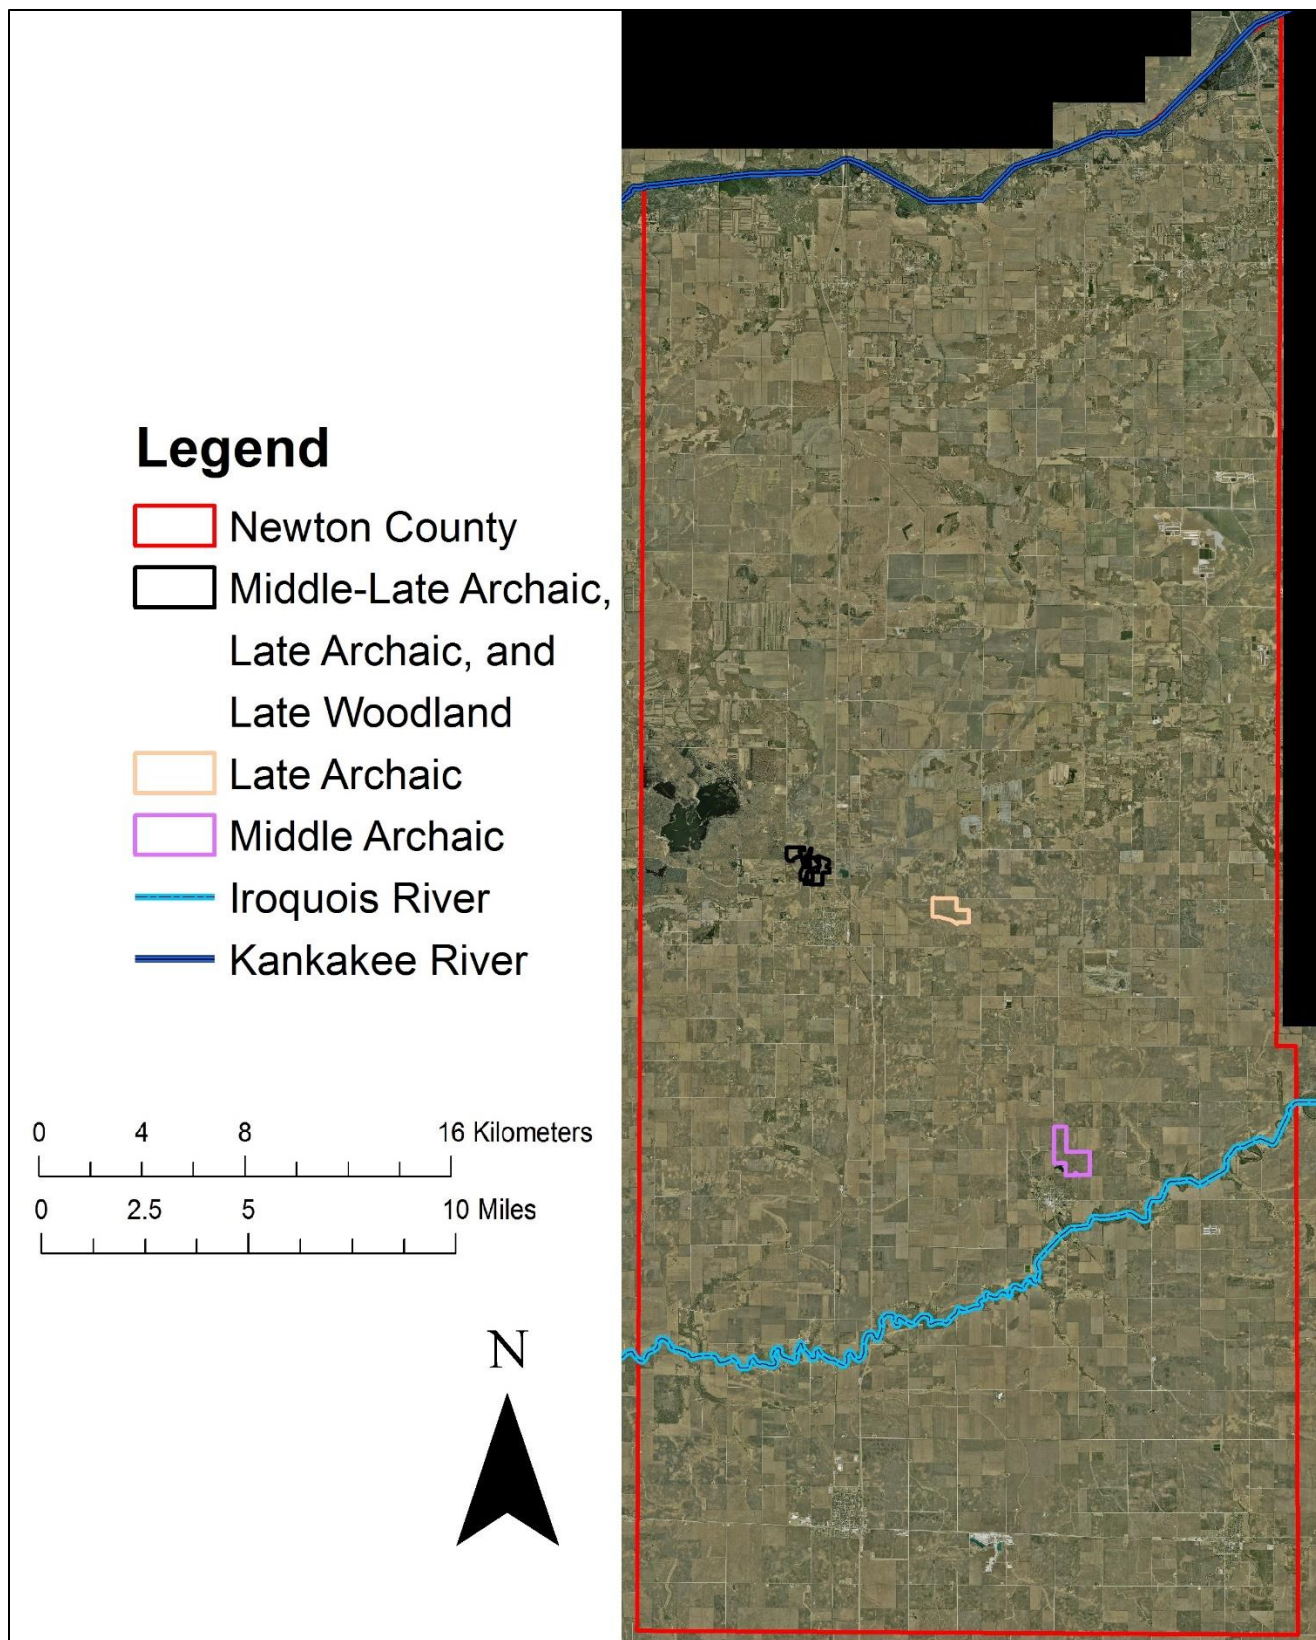 Legend
Newton County
Middle-Late Archaic,
Late Archaic, and
Late Woodland
Late Archaic
Middle Archaic
Iroquois River
Kankakee River
0 4 8 16 Kilometers
0 2.5 5 10 Miles
N